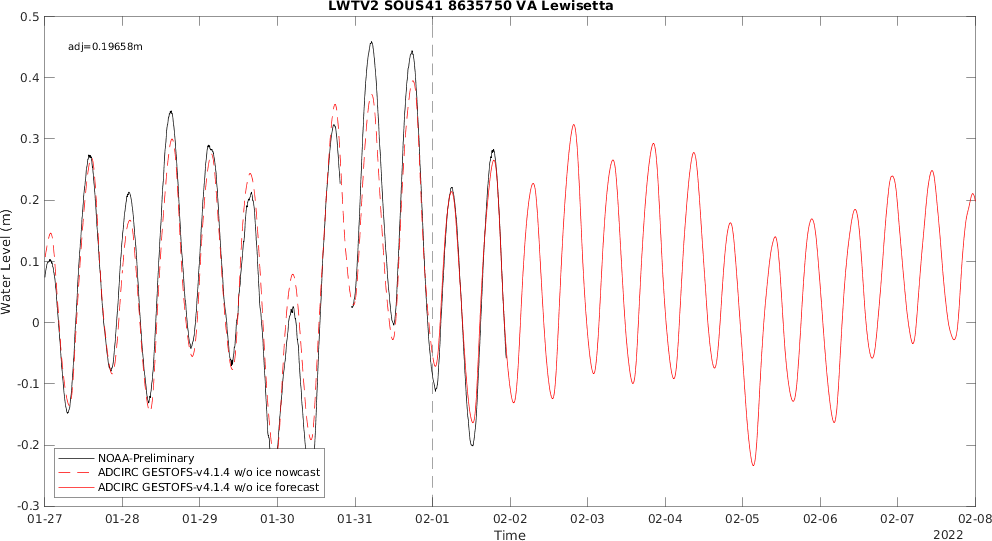 LWTV2 SOUS41 8635750 VA Lewisetta
adj=0.19658m
0.5
0.4
0.3
0.2
0.1
0
-0.1
-0.2
-0.3
Water Level (m)
NOAA-Preliminary
ADCIRC GESTOFS-v4.1.4 w/o ice nowcast
ADCIRC GESTOFS-v4.1.4 w/o ice forecast
01-27 01-28 01-29 01-30 01-31 02-01 02-02 02-03 02-04 02-05 02-06 02-07 02-08
Time
2022